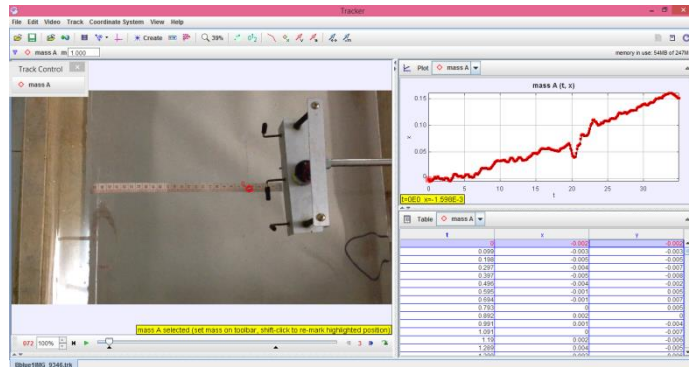 Tracker
File Edit Video Track Coordinate System View Help
Create 39%
mass A m 1.000 memory in use: 54MB of 247M
Track Control
mass A
Plot mass A
mass A (t, x)
0.15
0.10
0.05
0
x
0 5 10 15 20 25 30
t
t=0E0 x=-1.598E-3
Table mass A
t x y
0 -0.002 -0.002
0.099 -0.003 -0.003
0.198 -0.005 -0.005
0.297 -0.004 -0.007
0.397 -0.005 -0.008
0.496 -0.004 -0.002
0.595 -0.001 0.005
0.694 -0.001 0.007
0.793 0 0.005
0.892 0.002 0
0.991 0.001 -0.004
1.091 0 -0.007
1.19 0.002 -0.006
1.289 0.004 -0.005
mass A selected (set mass on toolbar, shift-click to re-mark highlighted position)
072 100% 3